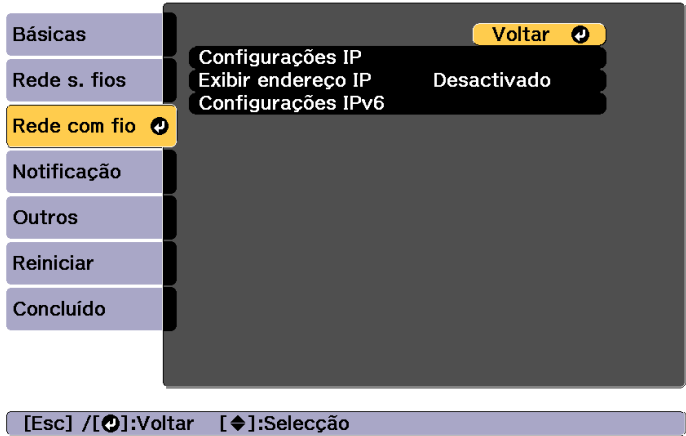 Básicas
Rede s. fios
Rede com fio
Notificação
Outros
Reiniciar
Concluído
Voltar
Configurações IP
Exibir endereço IP Desactivado
Configurações IPv6
[Esc] /[]:Voltar []:Selecção